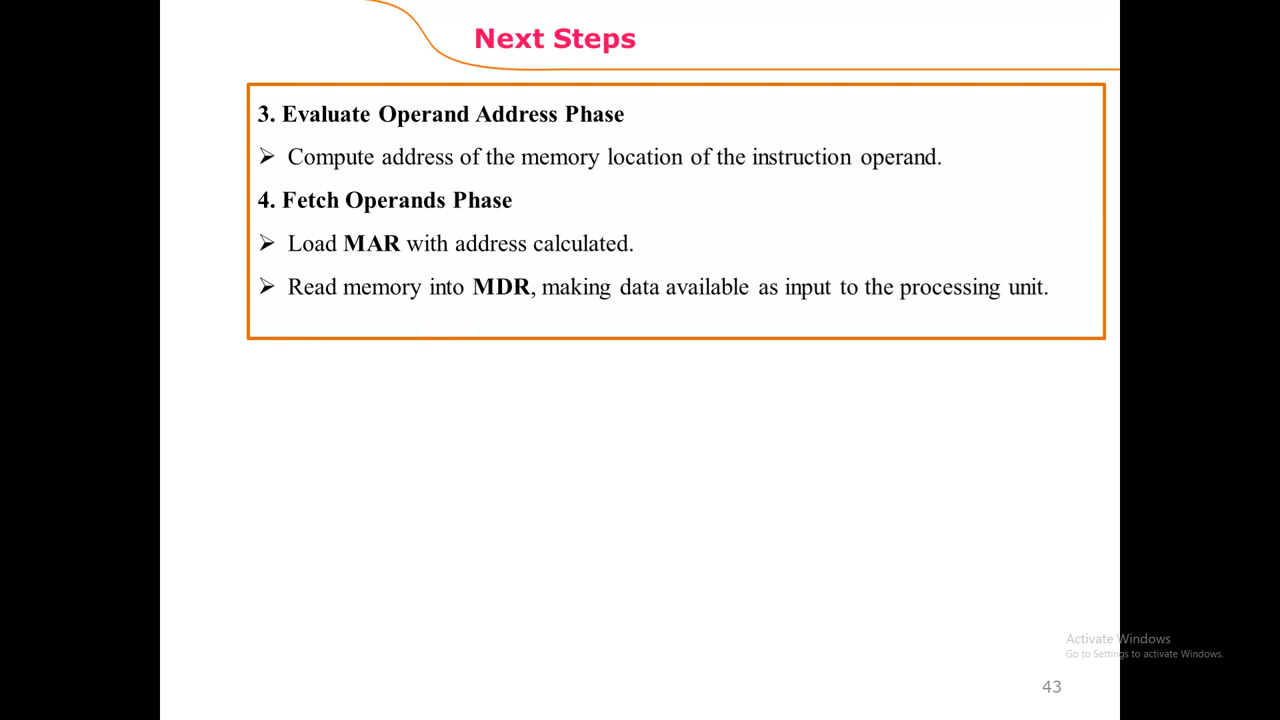 Next Steps
3. Evaluate Operand Address Phase
➢ Compute address of the memory location of the instruction operand.
4. Fetch Operands Phase
➢ Load MAR with address calculated.
➢ Read memory into MDR, making data available as input to the processing unit.
Activate Windows
Go to Settings to activate Windows.
43